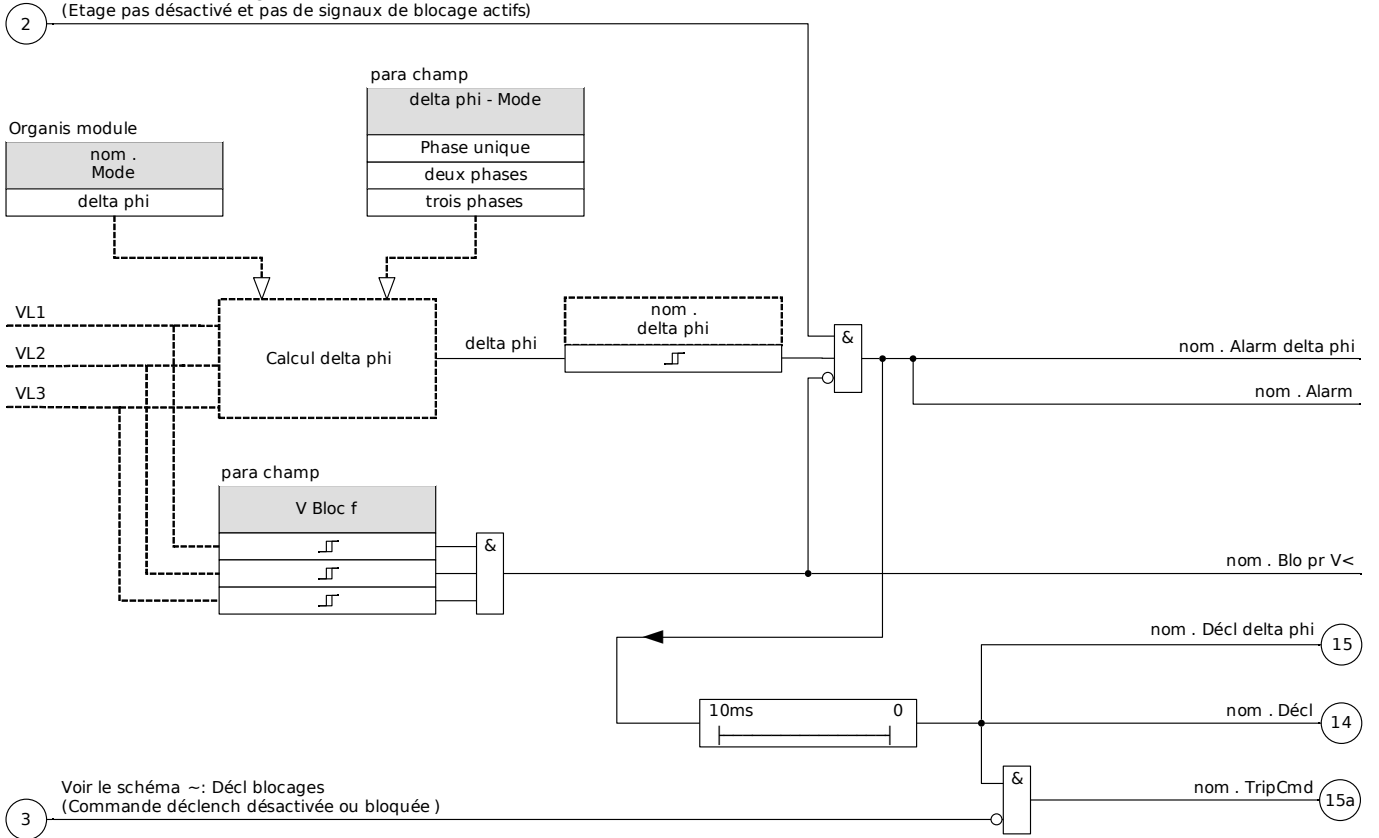 (Etage pas désactivé et pas de signaux de blocage actifs)
2
para champ
delta phi - Mode
Phase unique
deux phases
trois phases
Organis module
nom .
Mode
delta phi
VL1
VL2
VL3
Calcul delta phi
delta phi
nom .
delta phi
&
nom . Alarm delta phi
nom . Alarm
para champ
V Bloc f
&
nom . Blo pr V<
nom . Décl delta phi
15
10ms 0
nom . Décl
14
Voir le schéma ~: Décl blocages
(Commande déclench désactivée ou bloquée )
3
&
nom . TripCmd
15a